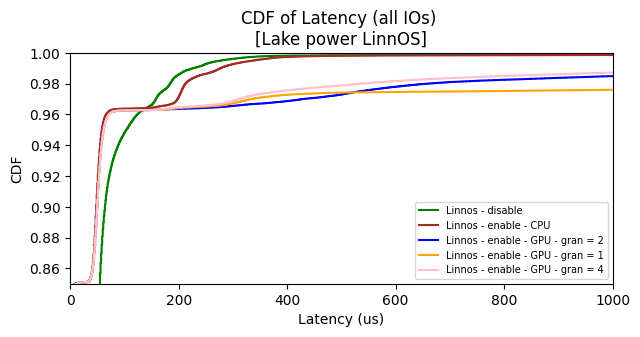 CDF of Latency (all IOs)
[Lake power LinnOS]
1.00
0.98
0.96
0.94
0.92
0.90
0.88
0.86
CDF
Linnos - disable
Linnos - enable - CPU
Linnos - enable - GPU - gran = 2
Linnos - enable - GPU - gran = 1
Linnos - enable - GPU - gran = 4
0 200 400 600 800 1000
Latency (us)